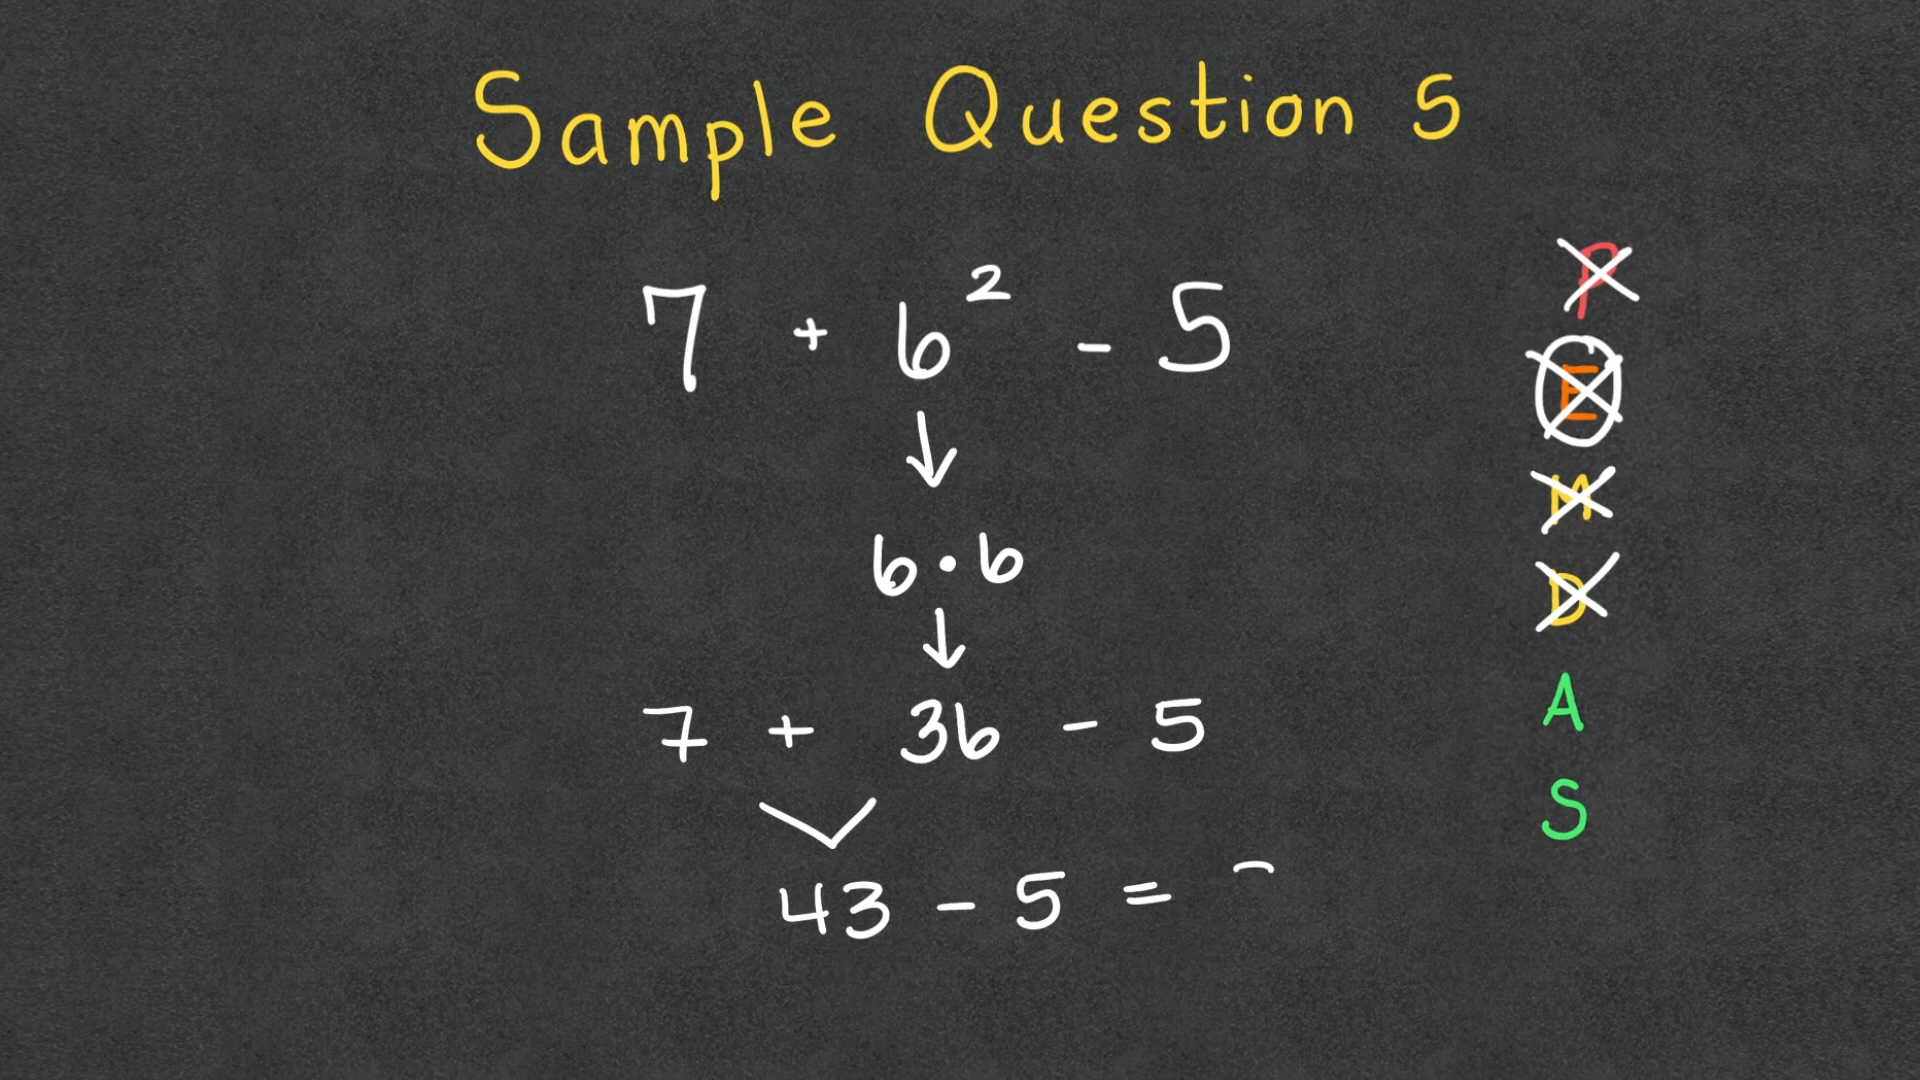 Sample Question 5
7 + 6² - 5
6 · 6
7 + 36 - 5
43 - 5 =
P
E
M
D
A
S